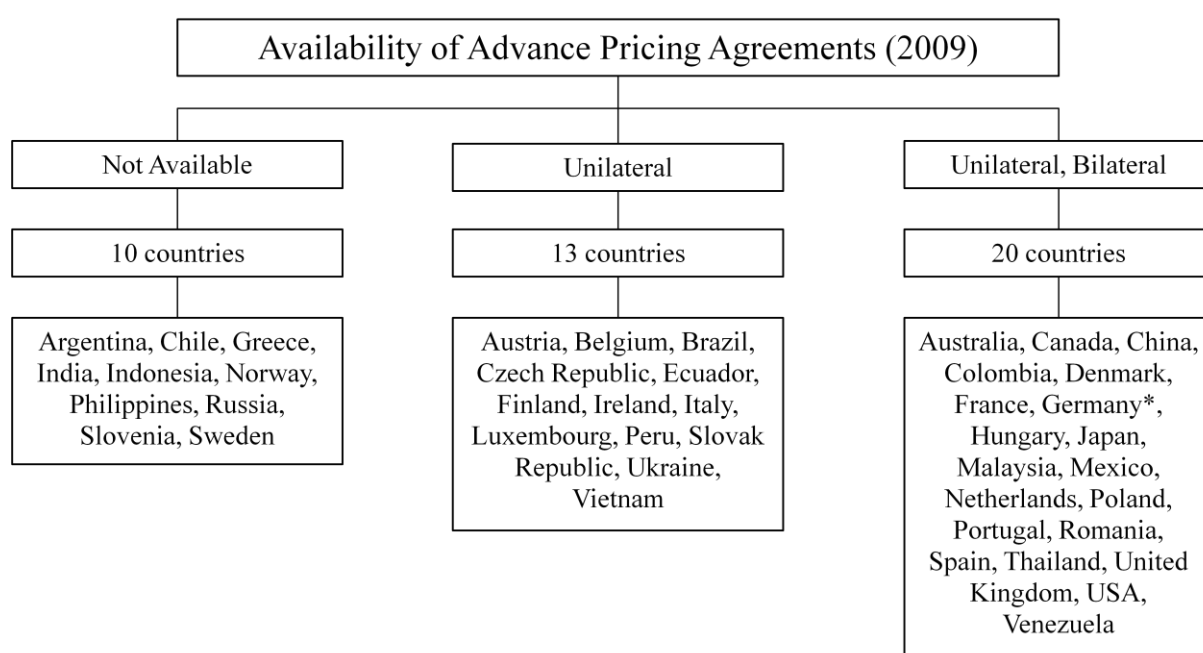 Availability of Advance Pricing Agreements (2009)
Not Available
10 countries
Argentina, Chile, Greece,
India, Indonesia, Norway,
Philippines, Russia,
Slovenia, Sweden
Unilateral
13 countries
Austria, Belgium, Brazil,
Czech Republic, Ecuador,
Finland, Ireland, Italy,
Luxembourg, Peru, Slovak
Republic, Ukraine,
Vietnam
Unilateral, Bilateral
20 countries
Australia, Canada, China,
Colombia, Denmark,
France, Germany*,
Hungary, Japan,
Malaysia, Mexico,
Netherlands, Poland,
Portugal, Romania,
Spain, Thailand, United
Kingdom, USA,
Venezuela